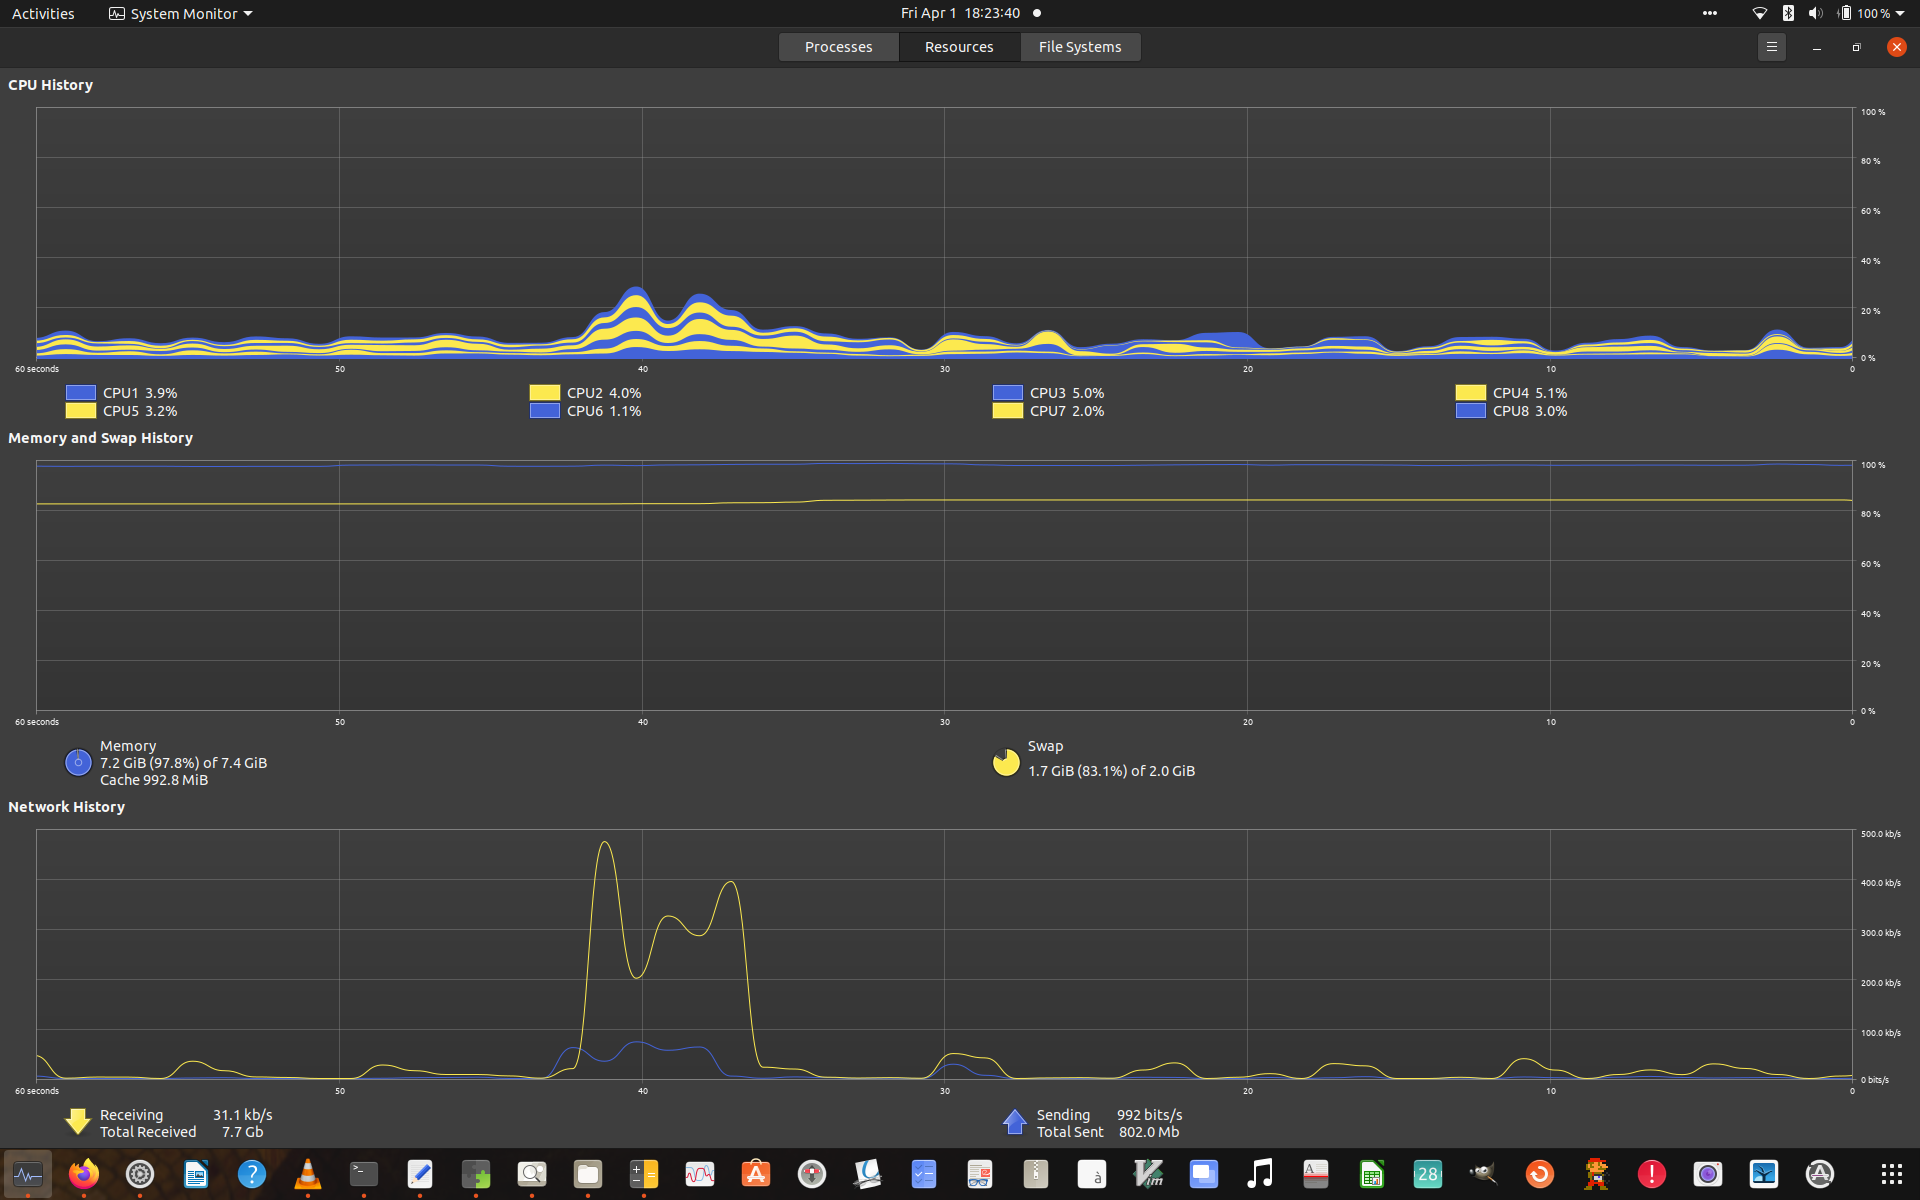 Activities System Monitor Fri Apr 1 18:23:40 100 %
Processes Resources File Systems
CPU History
100 %
80 %
60 %
40 %
20 %
0 %
60 seconds 50 40 30 20 10 0
CPU1 3.9% CPU2 4.0% CPU3 5.0% CPU4 5.1%
CPU5 3.2% CPU6 1.1% CPU7 2.0% CPU8 3.0%
Memory and Swap History
100 %
80 %
60 %
40 %
20 %
0 %
60 seconds 50 40 30 20 10 0
Memory
7.2 GiB (97.8%) of 7.4 GiB
Cache 992.8 MiB
Swap
1.7 GiB (83.1%) of 2.0 GiB
Network History
500.0 kb/s
400.0 kb/s
300.0 kb/s
200.0 kb/s
100.0 kb/s
0 bits/s
60 seconds 50 40 30 20 10 0
Receiving 31.1 kb/s
Total Received 7.7 Gb
Sending 992 bits/s
Total Sent 802.0 Mb
? >_ A à Vim A 28 ! A